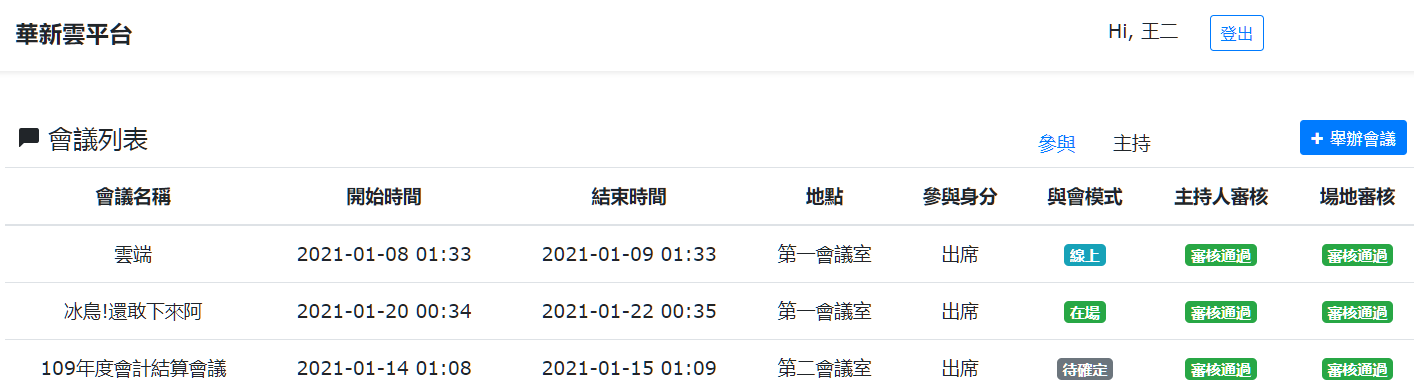 華新雲平台 Hi, 王二 登出
會議列表 參與 主持 + 舉辦會議
會議名稱 開始時間 結束時間 地點 參與身分 與會模式 主持人審核 場地審核
雲端 2021-01-08 01:33 2021-01-09 01:33 第一會議室 出席 線上 審核通過 審核通過
冰鳥!還敢下來阿 2021-01-20 00:34 2021-01-22 00:35 第一會議室 出席 在場 審核通過 審核通過
109年度會計結算會議 2021-01-14 01:08 2021-01-15 01:09 第二會議室 出席 待確定 審核通過 審核通過